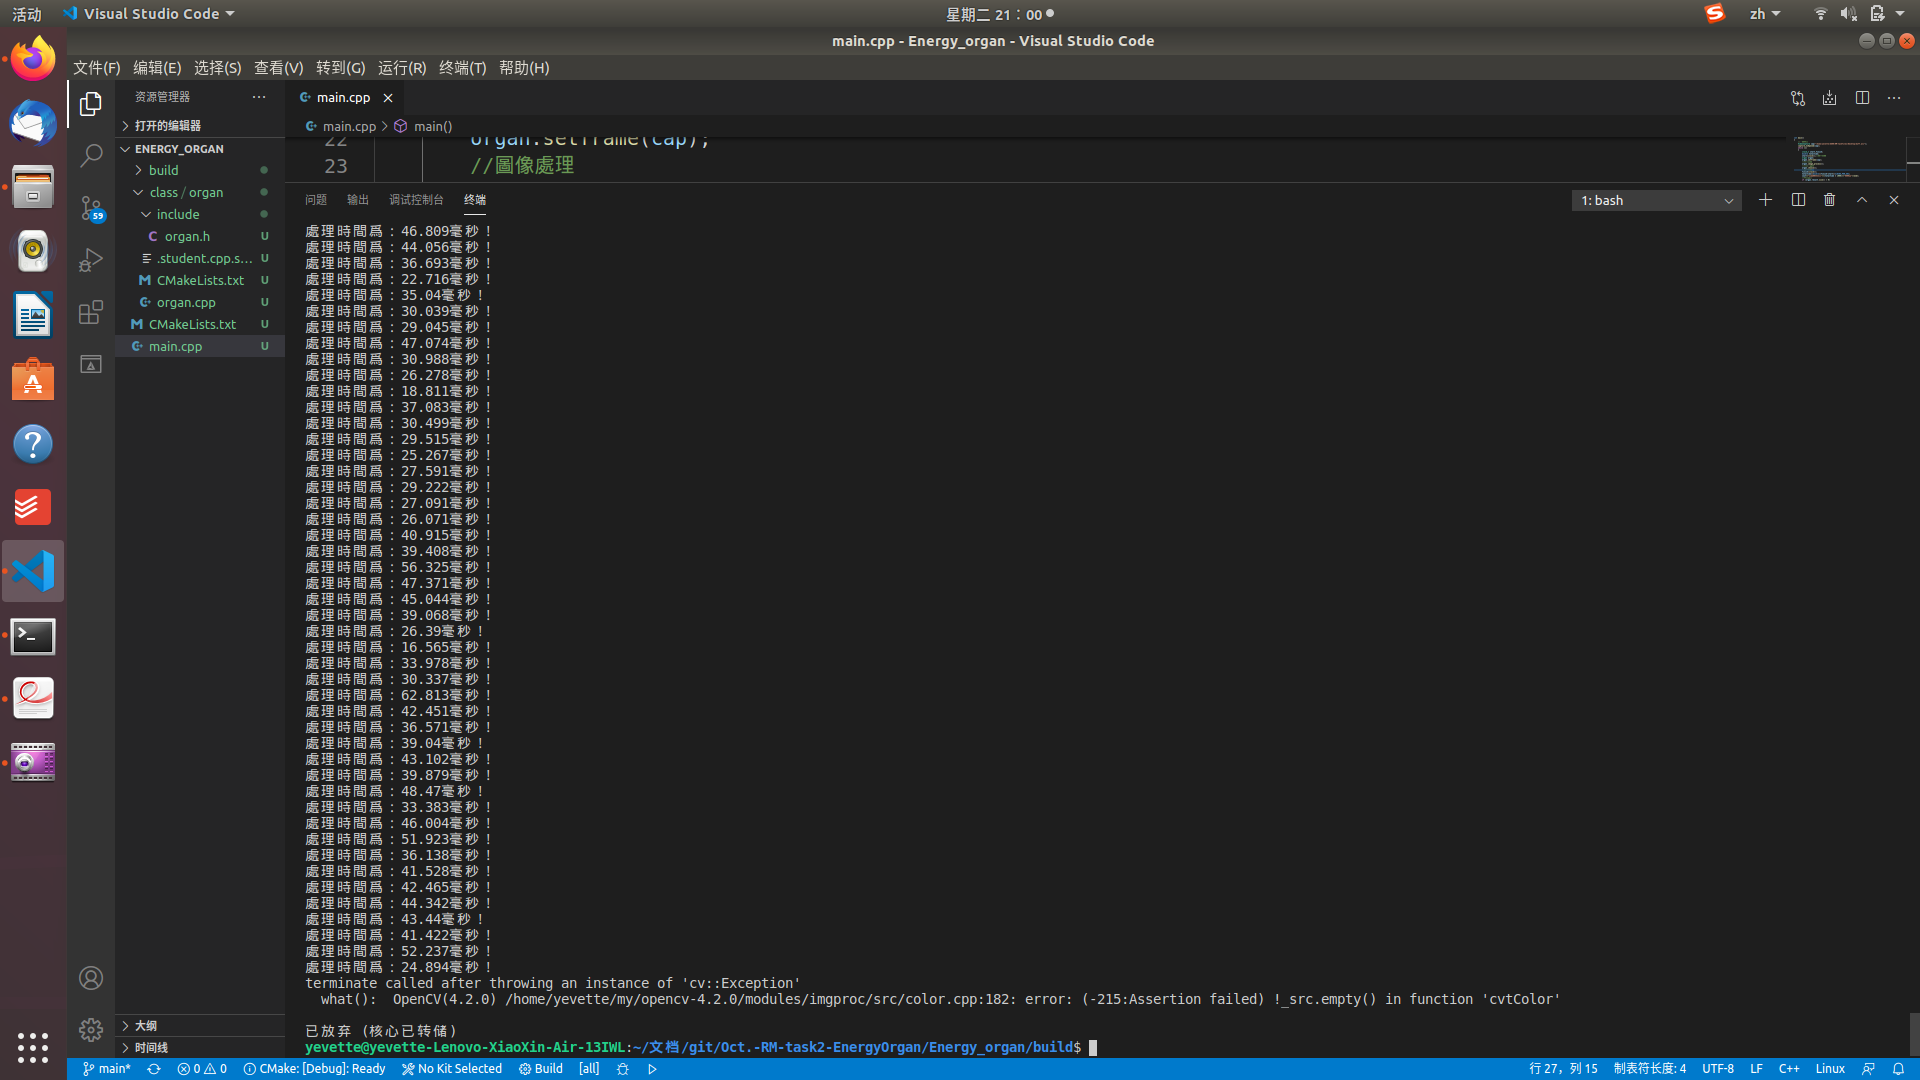 活动
Visual Studio Code
星期二 21：00
zh
main.cpp - Energy_organ - Visual Studio Code
文件(F) 编辑(E) 选择(S) 查看(V) 转到(G) 运行(R) 终端(T) 帮助(H)
资源管理器
打开的编辑器
ENERGY_ORGAN
build
class / organ
include
organ.h U
.student.cpp.s... U
CMakeLists.txt U
organ.cpp U
CMakeLists.txt U
main.cpp U
59
大纲
时间线
main.cpp
main.cpp > main()
22 organ.setframe(cap);
23 //圖像處理
问题 输出 调试控制台 终端
1: bash
處理時間爲：46.809毫秒！
處理時間爲：44.056毫秒！
處理時間爲：36.693毫秒！
處理時間爲：22.716毫秒！
處理時間爲：35.04毫秒！
處理時間爲：30.039毫秒！
處理時間爲：29.045毫秒！
處理時間爲：47.074毫秒！
處理時間爲：30.988毫秒！
處理時間爲：26.278毫秒！
處理時間爲：18.811毫秒！
處理時間爲：37.083毫秒！
處理時間爲：30.499毫秒！
處理時間爲：29.515毫秒！
處理時間爲：25.267毫秒！
處理時間爲：27.591毫秒！
處理時間爲：29.222毫秒！
處理時間爲：27.091毫秒！
處理時間爲：26.071毫秒！
處理時間爲：40.915毫秒！
處理時間爲：39.408毫秒！
處理時間爲：56.325毫秒！
處理時間爲：47.371毫秒！
處理時間爲：45.044毫秒！
處理時間爲：39.068毫秒！
處理時間爲：26.39毫秒！
處理時間爲：16.565毫秒！
處理時間爲：33.978毫秒！
處理時間爲：30.337毫秒！
處理時間爲：62.813毫秒！
處理時間爲：42.451毫秒！
處理時間爲：36.571毫秒！
處理時間爲：39.04毫秒！
處理時間爲：43.102毫秒！
處理時間爲：39.879毫秒！
處理時間爲：48.47毫秒！
處理時間爲：33.383毫秒！
處理時間爲：46.004毫秒！
處理時間爲：51.923毫秒！
處理時間爲：36.138毫秒！
處理時間爲：41.528毫秒！
處理時間爲：42.465毫秒！
處理時間爲：44.342毫秒！
處理時間爲：43.44毫秒！
處理時間爲：41.422毫秒！
處理時間爲：52.237毫秒！
處理時間爲：24.894毫秒！
terminate called after throwing an instance of 'cv::Exception'
what():  OpenCV(4.2.0) /home/yevette/my/opencv-4.2.0/modules/imgproc/src/color.cpp:182: error: (-215:Assertion failed) !_src.empty() in function 'cvtColor'
已放弃 (核心已转储)
yevette@yevette-Lenovo-XiaoXin-Air-13IWL:~/文档/git/Oct.-RM-task2-EnergyOrgan/Energy_organ/build$
main* 0 0 CMake: [Debug]: Ready No Kit Selected Build [all]
行 27，列 15 制表符长度: 4 UTF-8 LF C++ Linux